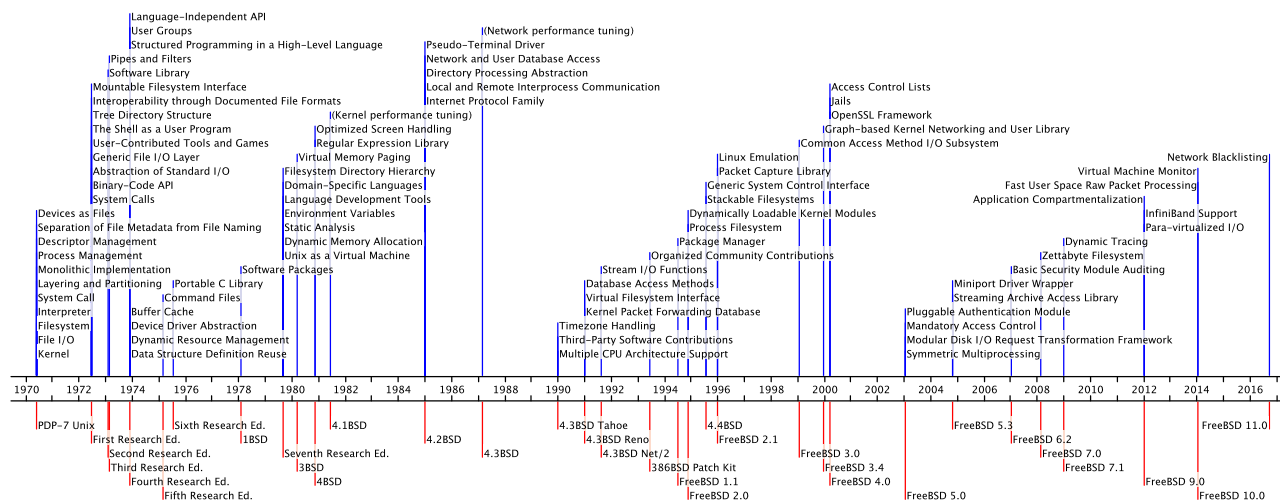 Language-Independent API
User Groups
(Network performance tuning)
Structured Programming in a High-Level Language
Pseudo-Terminal Driver
Pipes and Filters
Network and User Database Access
Software Library
Directory Processing Abstraction
Mountable Filesystem Interface
Local and Remote Interprocess Communication
Access Control Lists
Interoperability through Documented File Formats
Internet Protocol Family
Jails
Tree Directory Structure
(Kernel performance tuning)
OpenSSL Framework
The Shell as a User Program
Optimized Screen Handling
Graph-based Kernel Networking and User Library
User-Contributed Tools and Games
Regular Expression Library
Common Access Method I/O Subsystem
Generic File I/O Layer
Virtual Memory Paging
Linux Emulation
Network Blacklisting
Abstraction of Standard I/O
Filesystem Directory Hierarchy
Packet Capture Library
Virtual Machine Monitor
Binary-Code API
Domain-Specific Languages
Generic System Control Interface
Fast User Space Raw Packet Processing
System Calls
Language Development Tools
Stackable Filesystems
Application Compartmentalization
Devices as Files
Environment Variables
Dynamically Loadable Kernel Modules
InfiniBand Support
Separation of File Metadata from File Naming
Static Analysis
Process Filesystem
Para-virtualized I/O
Descriptor Management
Dynamic Memory Allocation
Package Manager
Dynamic Tracing
Process Management
Unix as a Virtual Machine
Organized Community Contributions
Zettabyte Filesystem
Monolithic Implementation
Software Packages
Stream I/O Functions
Basic Security Module Auditing
Layering and Partitioning
Portable C Library
Database Access Methods
Miniport Driver Wrapper
System Call
Command Files
Virtual Filesystem Interface
Streaming Archive Access Library
Interpreter
Buffer Cache
Kernel Packet Forwarding Database
Pluggable Authentication Module
Filesystem
Device Driver Abstraction
Timezone Handling
Mandatory Access Control
File I/O
Dynamic Resource Management
Third-Party Software Contributions
Modular Disk I/O Request Transformation Framework
Kernel
Data Structure Definition Reuse
Multiple CPU Architecture Support
Symmetric Multiprocessing
1970 1972 1974 1976 1978 1980 1982 1984 1986 1988 1990 1992 1994 1996 1998 2000 2002 2004 2006 2008 2010 2012 2014 2016
PDP-7 Unix
Sixth Research Ed.
4.1BSD
4.3BSD Tahoe
4.4BSD
FreeBSD 5.3
FreeBSD 11.0
First Research Ed.
1BSD
4.2BSD
4.3BSD Reno
FreeBSD 2.1
FreeBSD 6.2
Second Research Ed.
Seventh Research Ed.
4.3BSD
4.3BSD Net/2
FreeBSD 3.0
FreeBSD 7.0
Third Research Ed.
3BSD
386BSD Patch Kit
FreeBSD 3.4
FreeBSD 7.1
Fourth Research Ed.
4BSD
FreeBSD 1.1
FreeBSD 4.0
FreeBSD 9.0
Fifth Research Ed.
FreeBSD 2.0
FreeBSD 5.0
FreeBSD 10.0